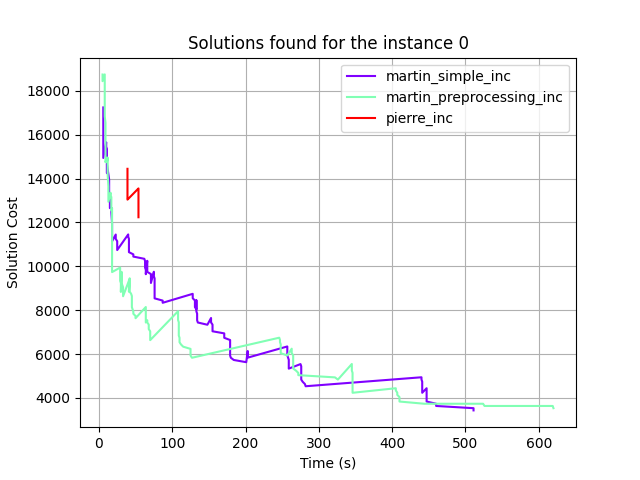 Solutions found for the instance 0
martin_simple_inc
martin_preprocessing_inc
pierre_inc
Solution Cost
18000
16000
14000
12000
10000
8000
6000
4000
0 100 200 300 400 500 600
Time (s)